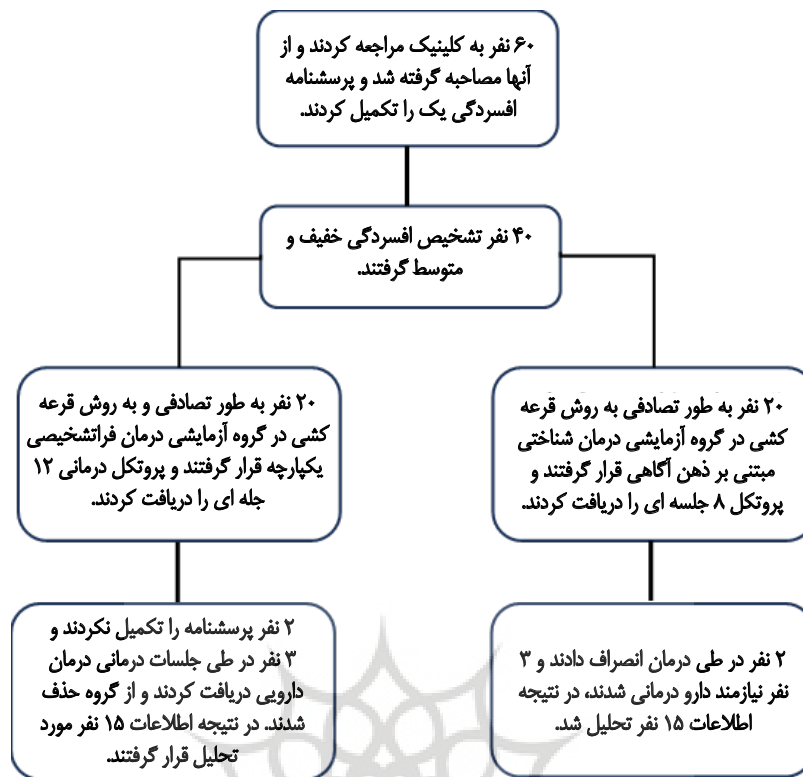 ۶۰ نفر به کلینیک مراجعه کردند و از
آنها مصاحبه گرفته شد و پرسشنامه
افسردگی یک را تکمیل کردند.
۴۰ نفر تشخیص افسردگی خفیف و
متوسط گرفتند.
۲۰ نفر به طور تصادفی به روش قرعه
کشی در گروه آزمایشی درمان شناختی
مبتنی بر ذهن آگاهی قرار گرفتند و
پروتکل ۸ جلسه ای را دریافت کردند.
۲۰ نفر به طور تصادفی و به روش قرعه
کشی در گروه آزمایشی درمان فراتشخیصی
یکپارچه قرار گرفتند و پروتکل درمانی ۱۲
جله ای را دریافت کردند.
۲ نفر در طی درمان انصراف دادند و ۳
نفر نیازمند دارو درمانی شدند، در نتیجه
اطلاعات ۱۵ نفر تحلیل شد.
۲ نفر پرسشنامه را تکمیل نکردند و
۳ نفر در طی جلسات درمانی درمان
دارویی دریافت کردند و از گروه حذف
شدند. در نتیجه اطلاعات ۱۵ نفر مورد
تحلیل قرار گرفتند.